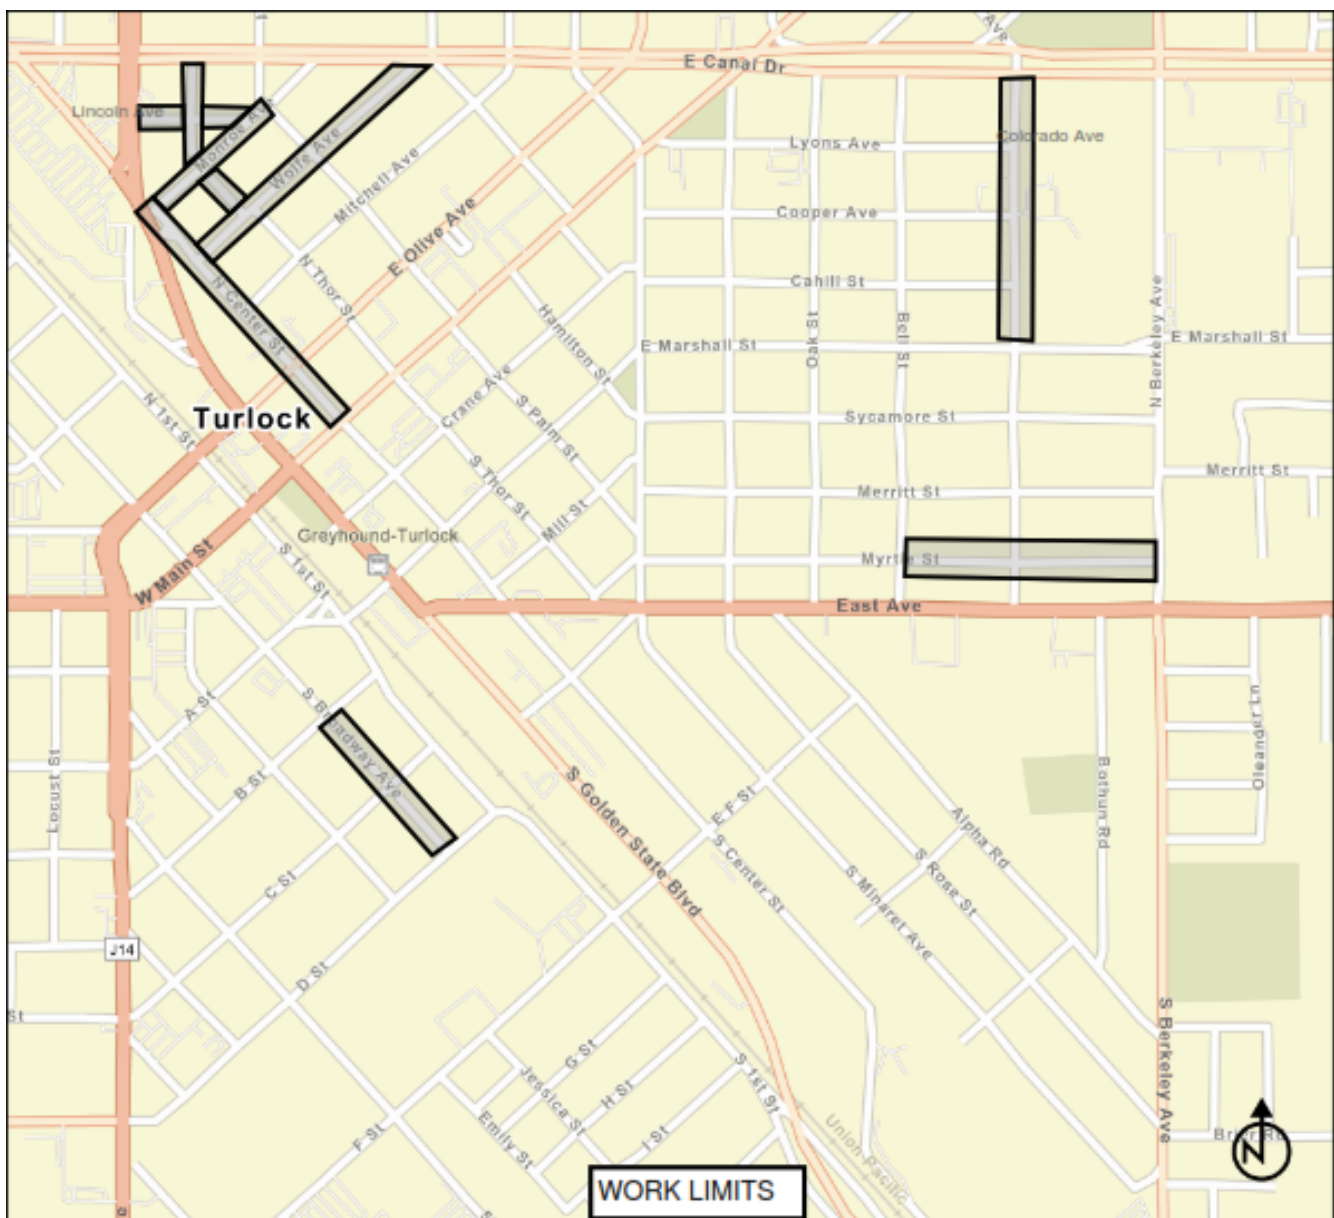 Ave
E Canal Dr
Lincoln Ave
Monroe Ave
Wolfe Ave
Mitchell Ave
Lyons Ave
Colorado Ave
Cooper Ave
E Olive Ave
N Thor St
Cahill St
N Center St
Hamilton St
Oak St
Bell St
N Berkeley Ave
E Marshall St
E Marshall St
Crane Ave
S Palm St
N 1st St
Turlock
Sycamore St
S Thor St
Mill St
Merritt St
Merritt St
Greyhound-Turlock
W Main St
S 1st St
Myrtle St
East Ave
A St
S Broadway Ave
B St
Locust St
Oleander Ln
S Golden State Blvd
E F St
Alpha Rd
S Center St
S Rose St
S Minaret Ave
C St
J14
D St
St
S Berkeley Ave
G St
Jessica St
H St
S 1st St
Emily St
I St
F St
Union Pacific
Brier Rd
N
WORK LIMITS